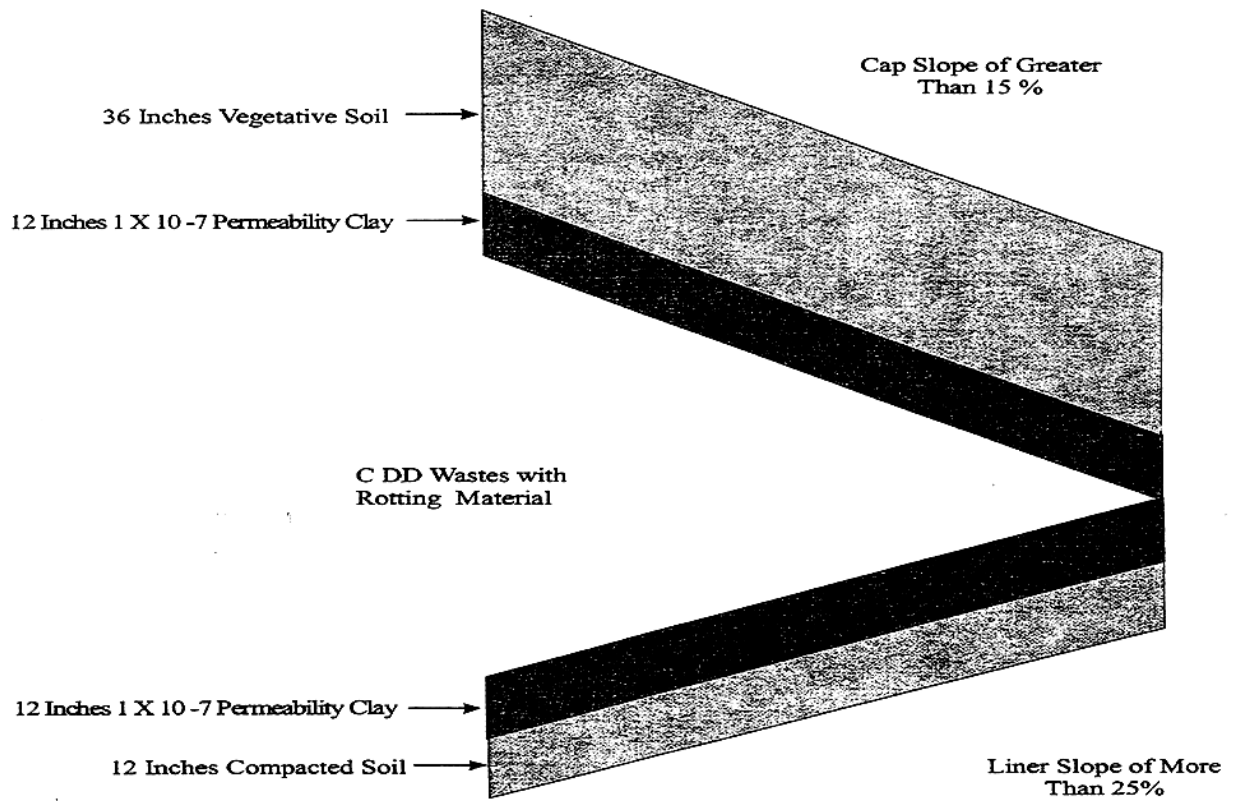 Cap Slope of Greater
Than 15 %
36 Inches Vegetative Soil
12 Inches 1 X 10 -7 Permeability Clay
C DD Wastes with
Rotting Material
12 Inches 1 X 10 -7 Permeability Clay
12 Inches Compacted Soil
Liner Slope of More
Than 25%